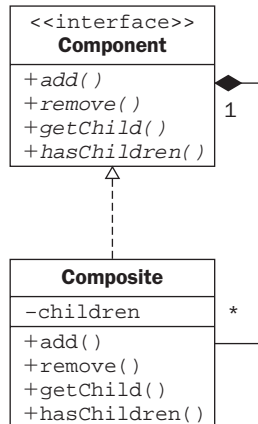 <<interface>>
Component
+add()
+remove()
+getChild()
+hasChildren()
1
Composite
-children
*
+add()
+remove()
+getChild()
+hasChildren()